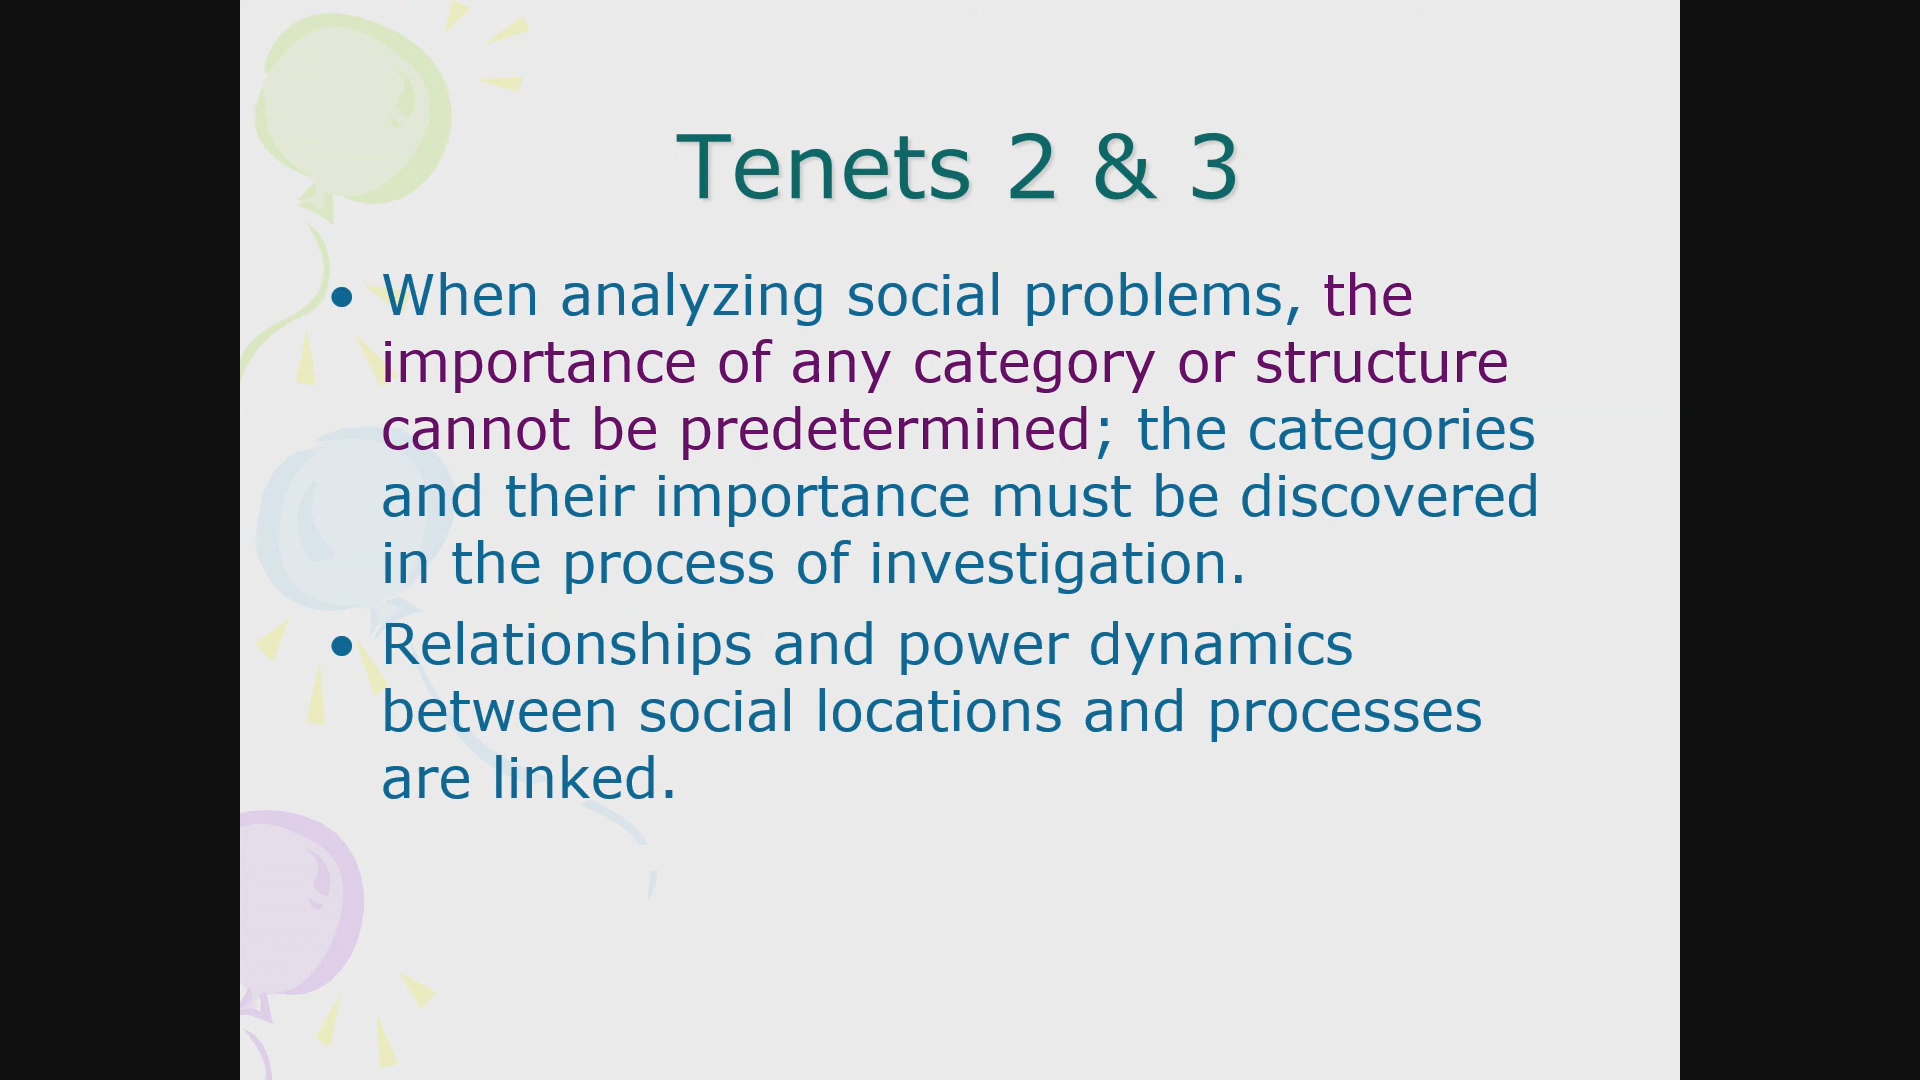 Tenets 2 & 3
• When analyzing social problems, the
importance of any category or structure
cannot be predetermined; the categories
and their importance must be discovered
in the process of investigation.
• Relationships and power dynamics
between social locations and processes
are linked.